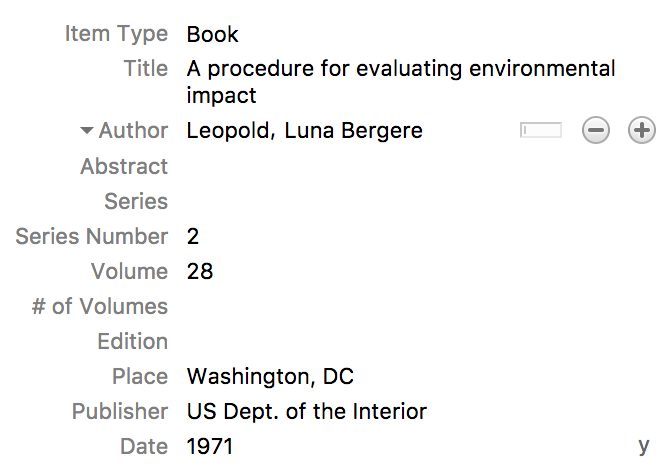 Item Type Book
Title A procedure for evaluating environmental
impact
Author Leopold, Luna Bergere
Abstract
Series
Series Number 2
Volume 28
# of Volumes
Edition
Place Washington, DC
Publisher US Dept. of the Interior
Date 1971 y